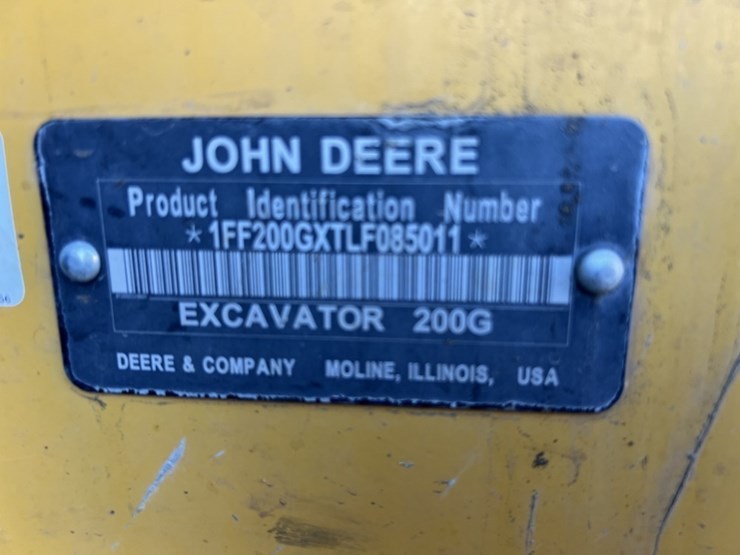 JOHN DEERE
Product Identification Number
*1FF200GXTLF085011*
EXCAVATOR 200G
DEERE & COMPANY MOLINE, ILLINOIS, USA